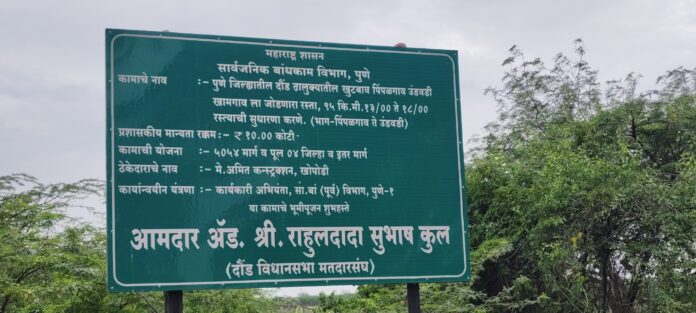 महाराष्ट्र शासन
सार्वजनिक बांधकाम विभाग, पुणे
कामाचे नाव :- पुणे जिल्ह्यातील दौंड तालुक्यातील खुटबाव पिंपळगाव उंडवडी
खामगाव ला जोडणारा रस्ता, ९५ कि.मी.१३/०० ते १८/००
रस्त्याची सुधारणा करणे. (भाग-पिंपळगाव ते उंडवडी)
प्रशासकीय मान्यता रक्कम :- ₹ १०.०० कोटी
कामाची योजना :- ५०५४ मार्ग व पूल ०४ जिल्हा व इतर मार्ग
ठेकेदाराचे नाव :- मे.अमित कन्स्ट्रक्शन, खोपोडी
कार्यान्वयीन यंत्रणा :- कार्यकारी अभियंता, सा.बां (पूर्व) विभाग, पुणे-१
या कामाचे भूमीपूजन शुभहस्ते
आमदार ॲड. श्री. राहुलदादा सुभाष कुल
(दौंड विधानसभा मतदारसंघ)